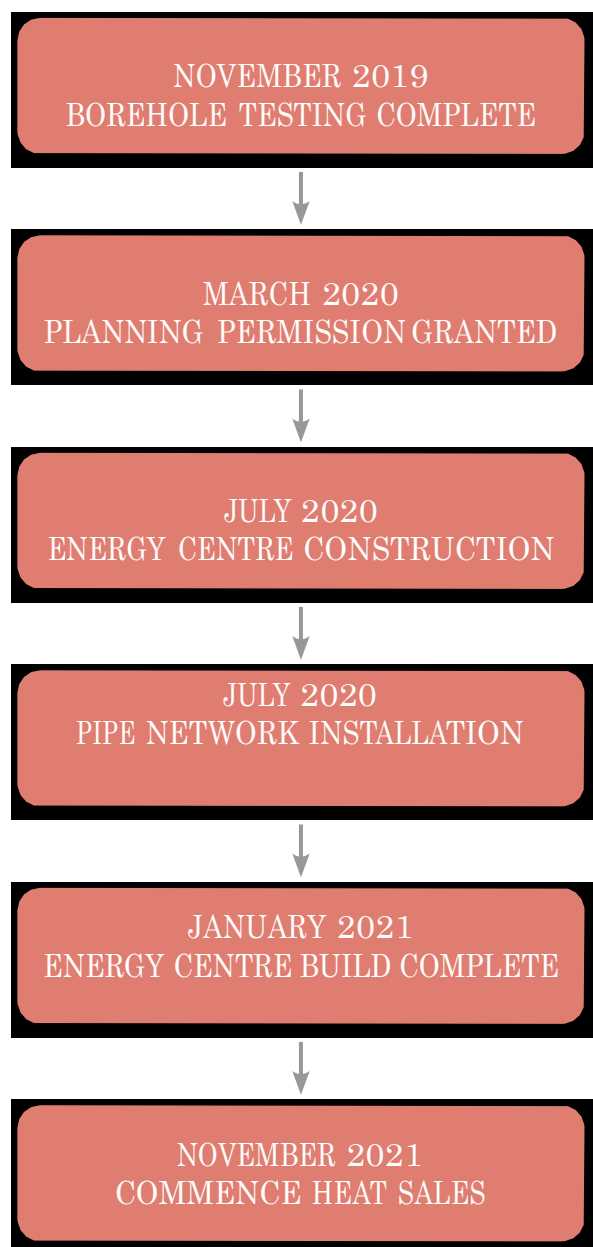 NOVEMBER 2019
BOREHOLE TESTING COMPLETE
MARCH 2020
PLANNING PERMISSION GRANTED
JULY 2020
ENERGY CENTRE CONSTRUCTION
JULY 2020
PIPE NETWORK INSTALLATION
JANUARY 2021
ENERGY CENTRE BUILD COMPLETE
NOVEMBER 2021
COMMENCE HEAT SALES